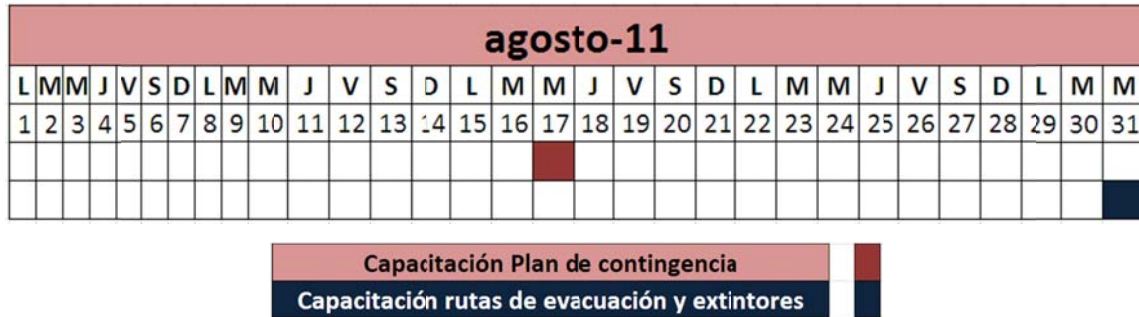 agosto-11
L M M J V S D L M M J V S D L M M J V S D L M M J V S D L M M
1 2 3 4 5 6 7 8 9 10 11 12 13 14 15 16 17 18 19 20 21 22 23 24 25 26 27 28 29 30 31
Capacitación Plan de contingencia
Capacitación rutas de evacuación y extintores